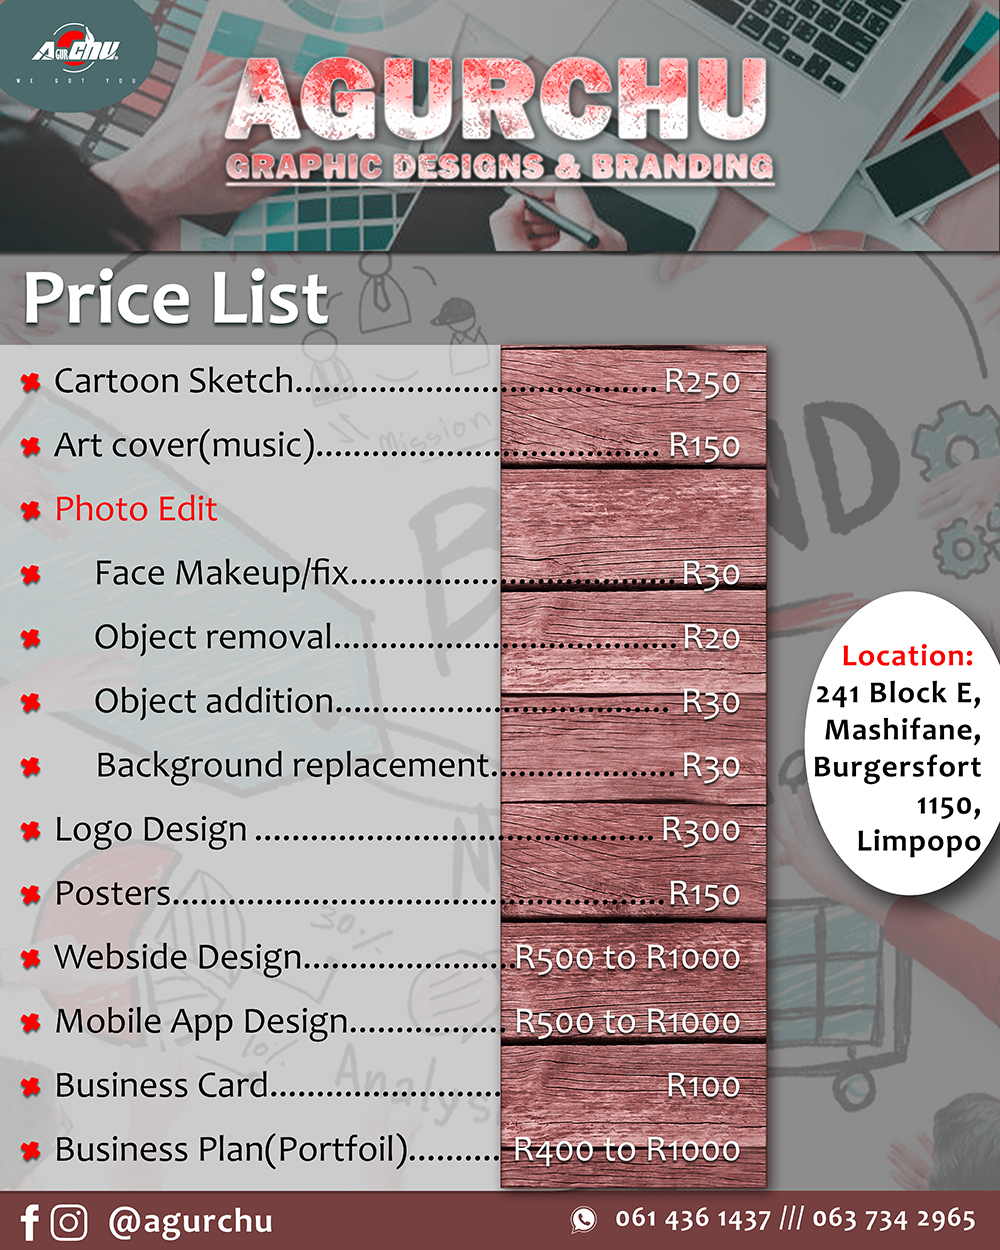 AGURCHU.
WE GOT YOU
AGURCHU
GRAPHIC DESIGNS & BRANDING
Price List
Cartoon Sketch.................................... R250
Art cover(music).................................. R150
Photo Edit
Face Makeup/fix................................. R30
Object removal................................... R20
Object addition.................................. R30
Background replacement................... R30
Logo Design ........................................ R300
Posters................................................. R150
Webside Design.....................R500 to R1000
Mobile App Design................ R500 to R1000
Business Card....................... R100
Business Plan(Portfoil).......... R400 to R1000
Location:
241 Block E,
Mashifane,
Burgersfort
1150,
Limpopo
Mission
30%
10%
@agurchu
061 436 1437 /// 063 734 2965